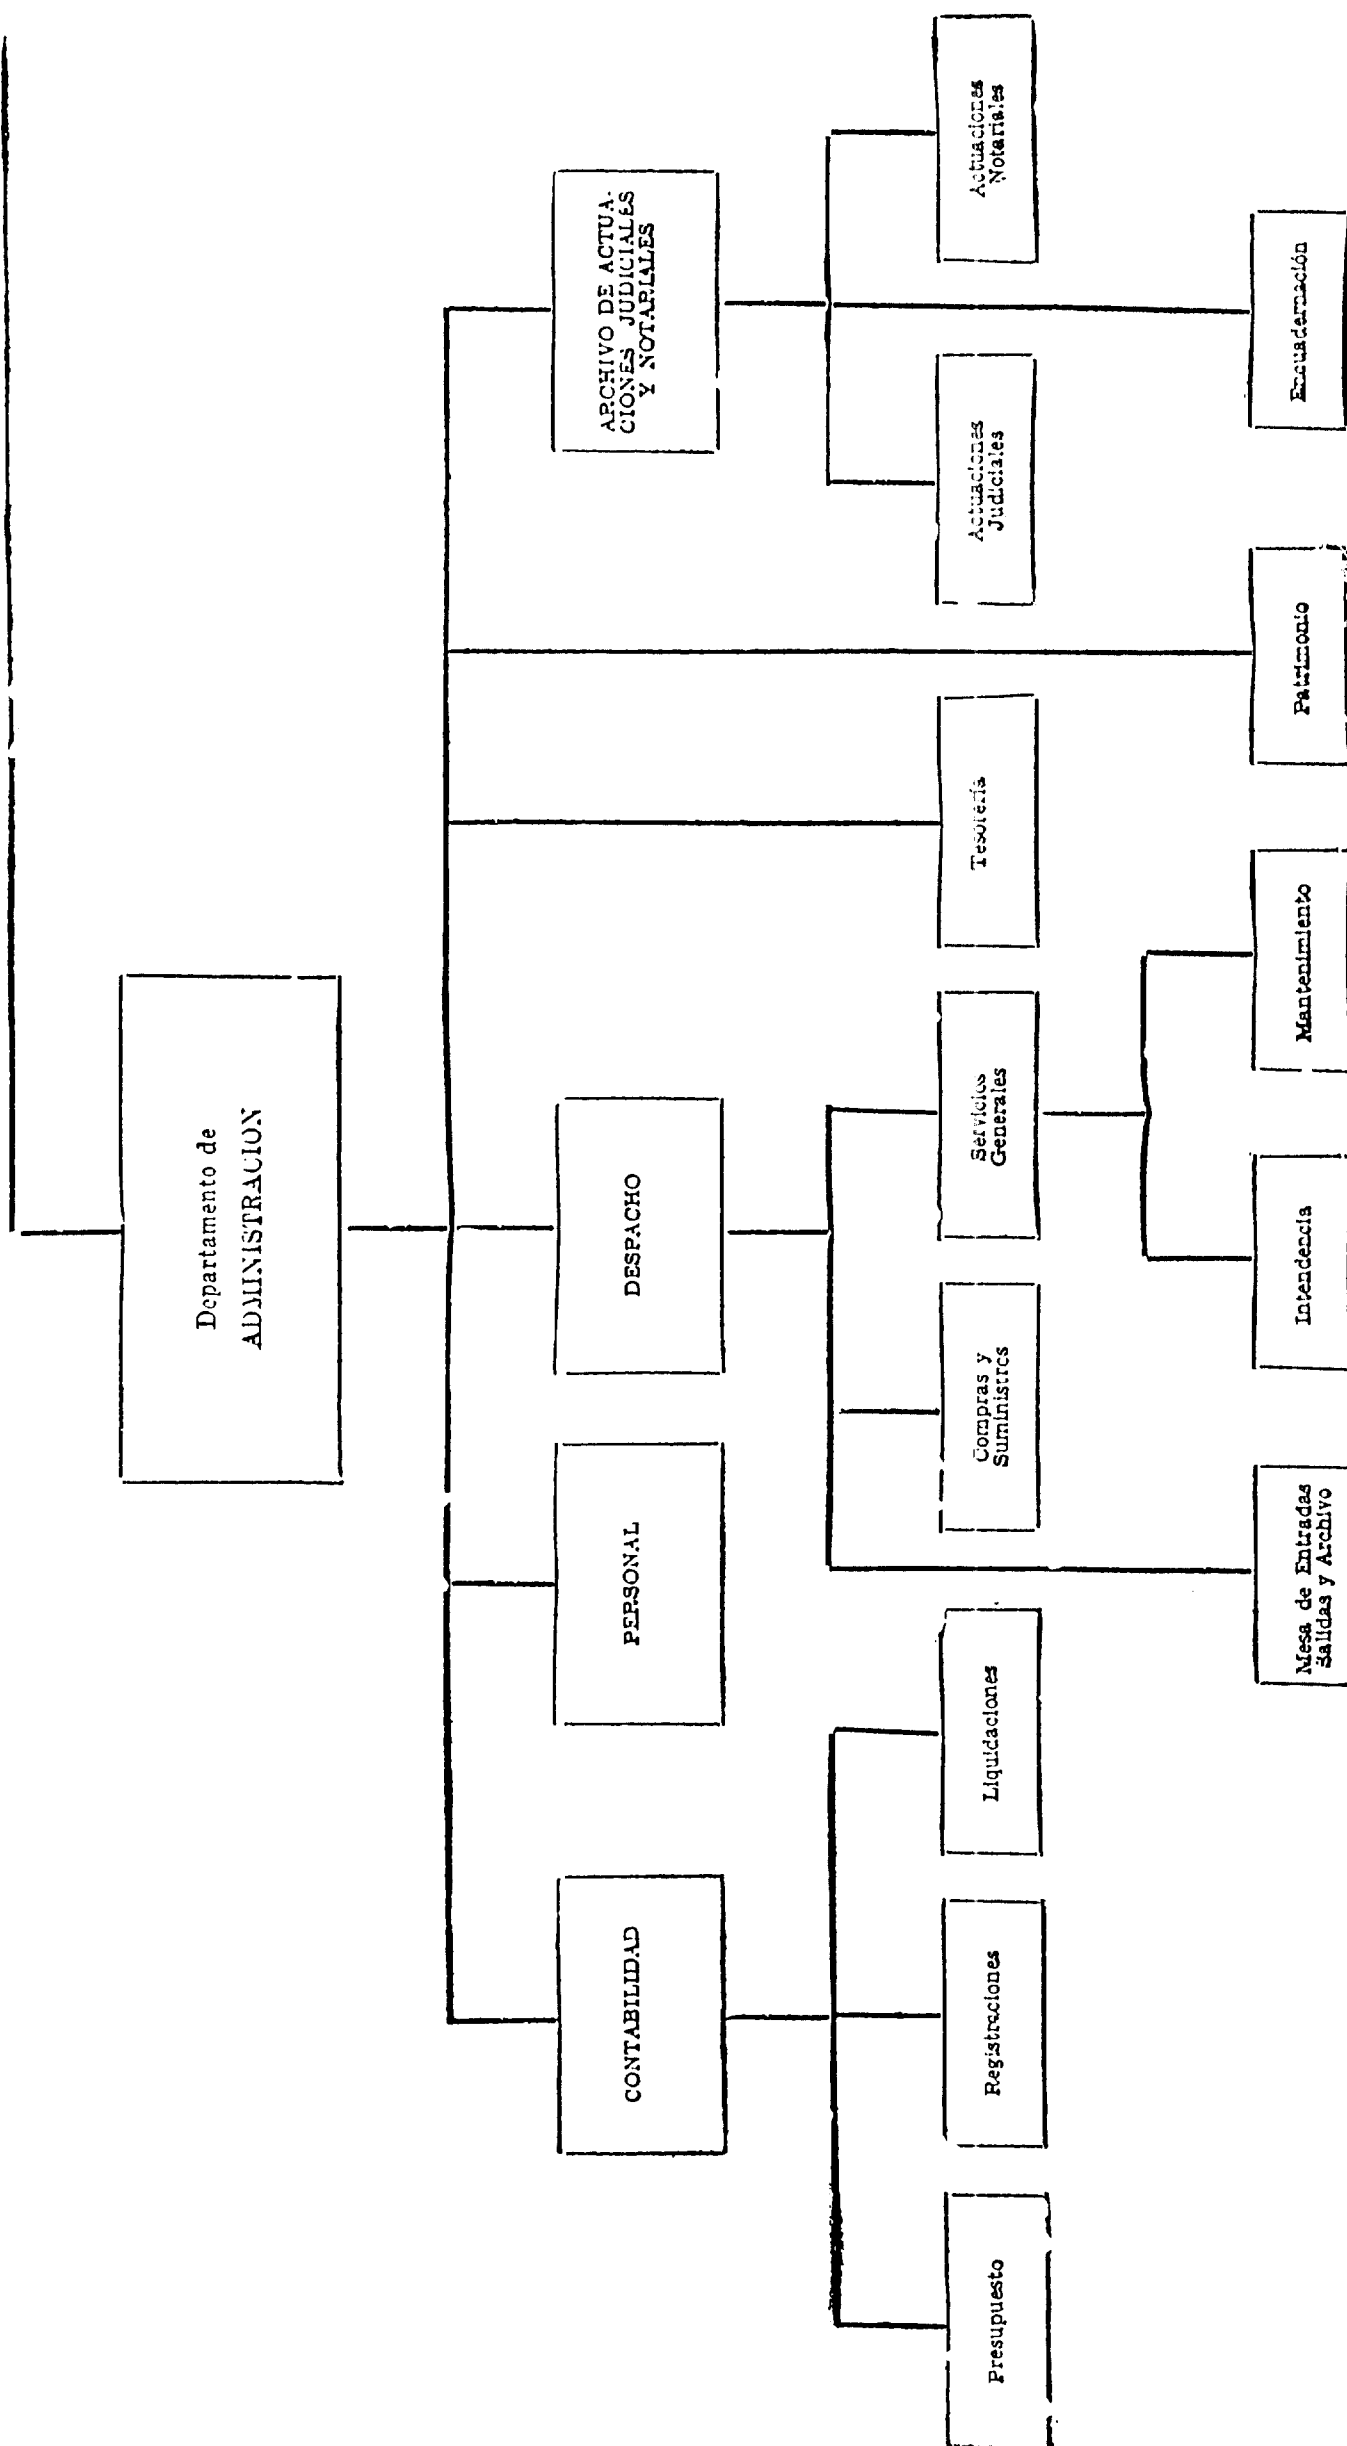 Departamento de
ADMINISTRACION
CONTABILIDAD
PERSONAL
DESPACHO
ARCHIVO DE ACTUA-
CIONES JUDICIALES
Y NOTARIALES
Presupuesto
Registraciones
Liquidaciones
Compras y
Suministros
Servicios
Generales
Tesorería
Actuaciones
Judiciales
Actuaciones
Notariales
Mesa de Entradas
Salidas y Archivo
Intendencia
Mantenimiento
Patrimonio
Encuadernación